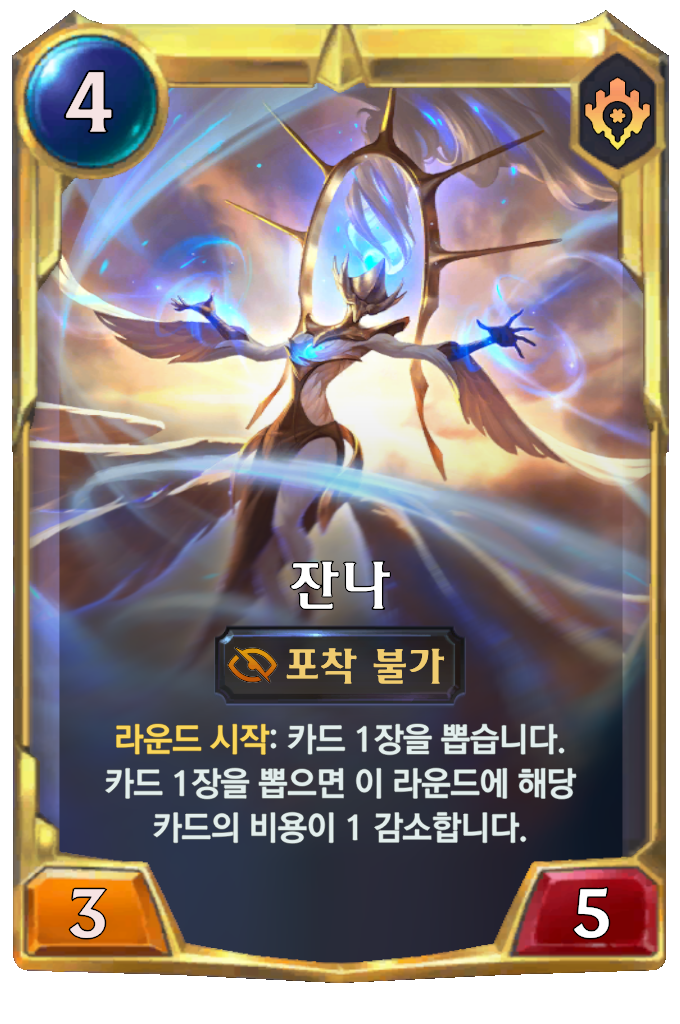 4
잔나
포착 불가
라운드 시작: 카드 1장을 뽑습니다.
카드 1장을 뽑으면 이 라운드에 해당
카드의 비용이 1 감소합니다.
3
5